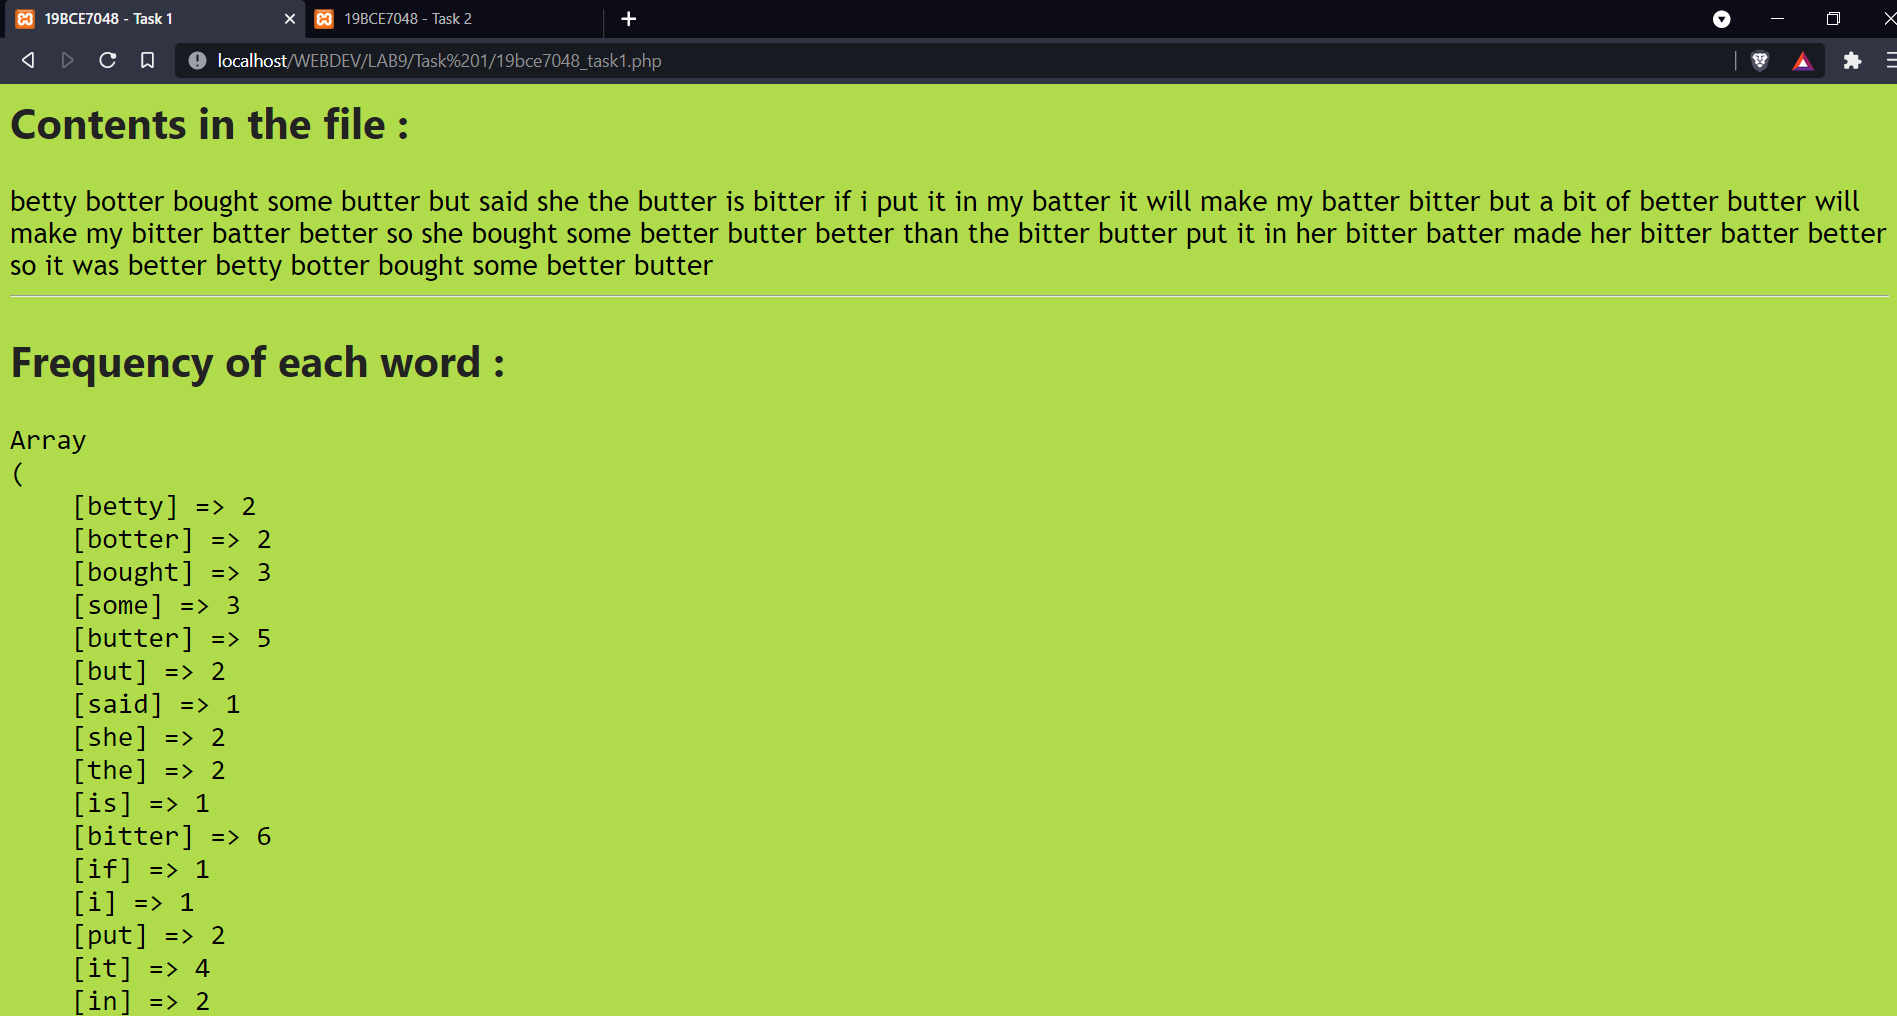 19BCE7048 - Task 1
19BCE7048 - Task 2
localhost/WEBDEV/LAB9/Task%201/19bce7048_task1.php
Contents in the file :
betty botter bought some butter but said she the butter is bitter if i put it in my batter it will make my batter bitter but a bit of better butter will
make my bitter batter better so she bought some better butter better than the bitter butter put it in her bitter batter made her bitter batter better
so it was better betty botter bought some better butter
Frequency of each word :
Array
(
[betty] => 2
[botter] => 2
[bought] => 3
[some] => 3
[butter] => 5
[but] => 2
[said] => 1
[she] => 2
[the] => 2
[is] => 1
[bitter] => 6
[if] => 1
[i] => 1
[put] => 2
[it] => 4
[in] => 2